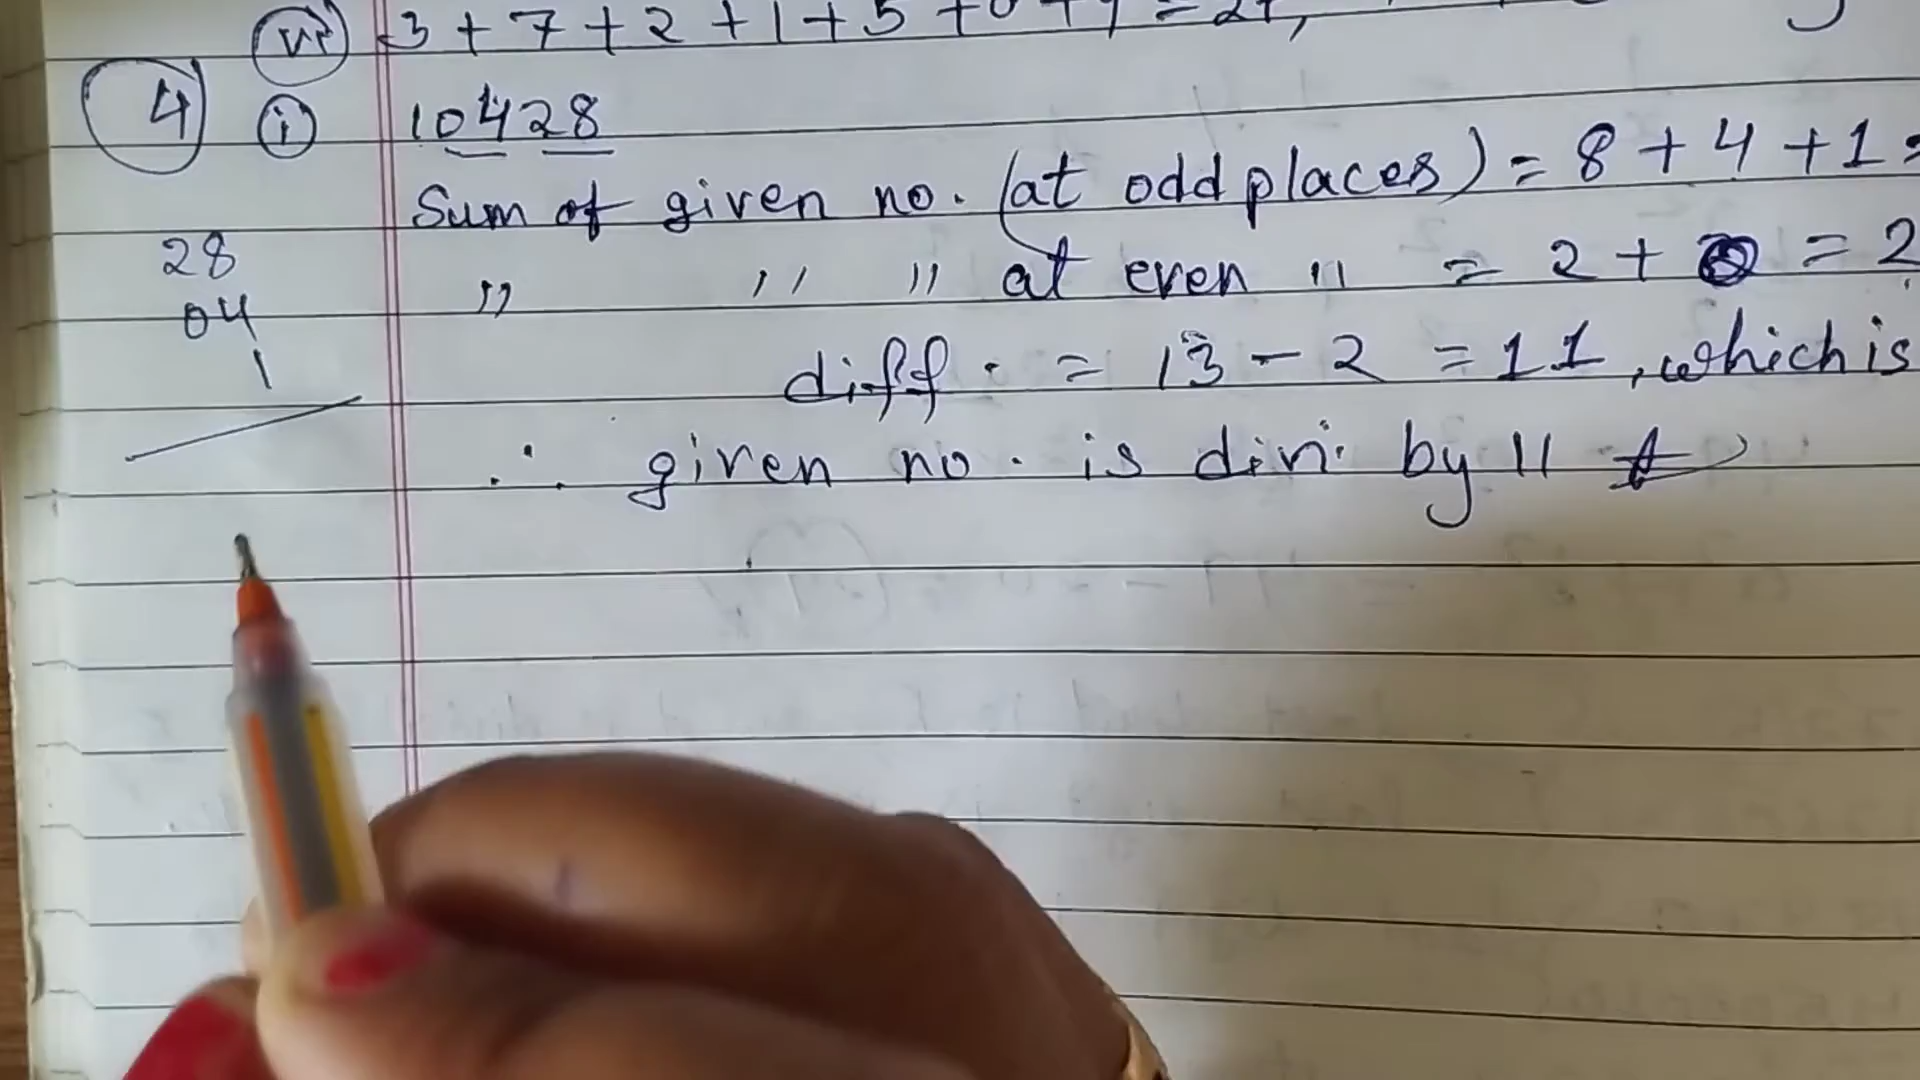 (vi) 3 + 7 + 2 + 1 + 5 + 0 + 9 = 27,
(4) (i) 10428
Sum of given no. (at odd places) = 8 + 4 + 1 =
" " " at even " = 2 + 0 = 2
28
04
1
diff. = 13 - 2 = 11, which is
∴ given no. is div. by 11